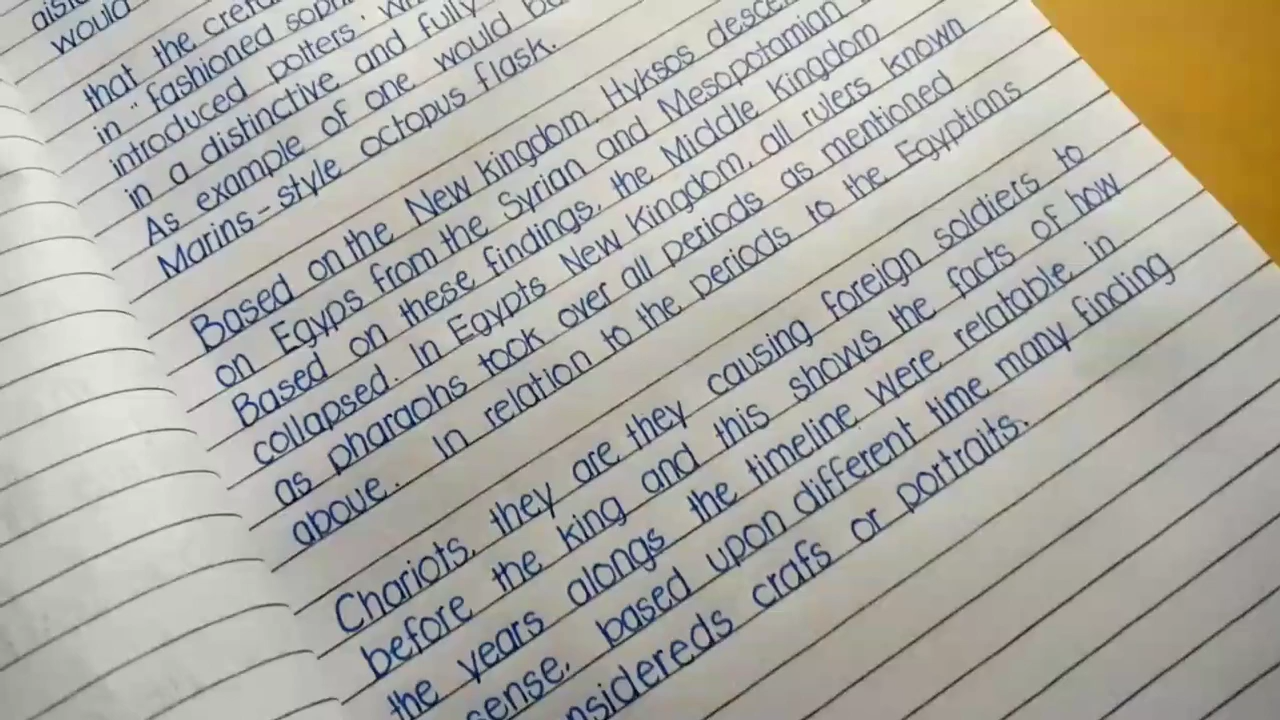 would
that the
in "fashioned
introduced potters'
in a distinctive and fully
As example of one would
Marins-style octopus flask.
Based on the New Kingdom, Hyksos
on Egyps from the Syrian and Mesopotamian
Based on these findings, the Middle Kingdom
collapsed. In Egypts New Kingdom, all rulers known
as pharaohs took over all periods as mentioned
above. In relation to the periods to the Egyptians
Chariots, they are they causing foreign soldiers to
before the king and this shows the facts of how
the years alongs the timeline were relatable in
sense, based upon different time many finding
nsidereds crafs or portraits.